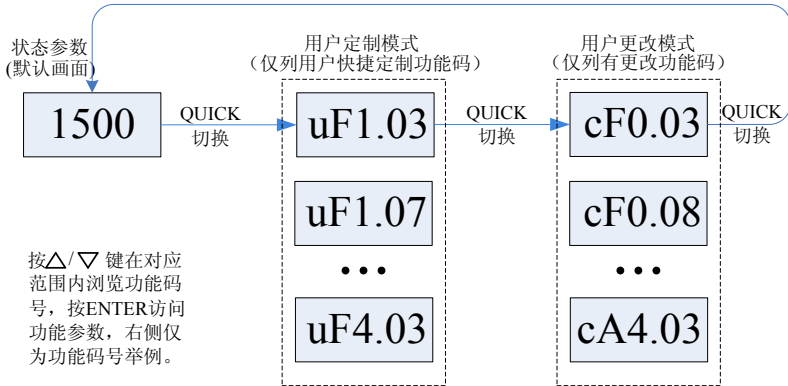 状态参数
(默认画面)
1500
QUICK
切换
用户定制模式
（仅列用户快捷定制功能码）
uF1.03
uF1.07
•••
uF4.03
QUICK
切换
用户更改模式
（仅列有更改功能码）
cF0.03
cF0.08
•••
cA4.03
QUICK
切换
按△/▽ 键在对应
范围内浏览功能码
号，按ENTER访问
功能参数，右侧仅
为功能码号举例。